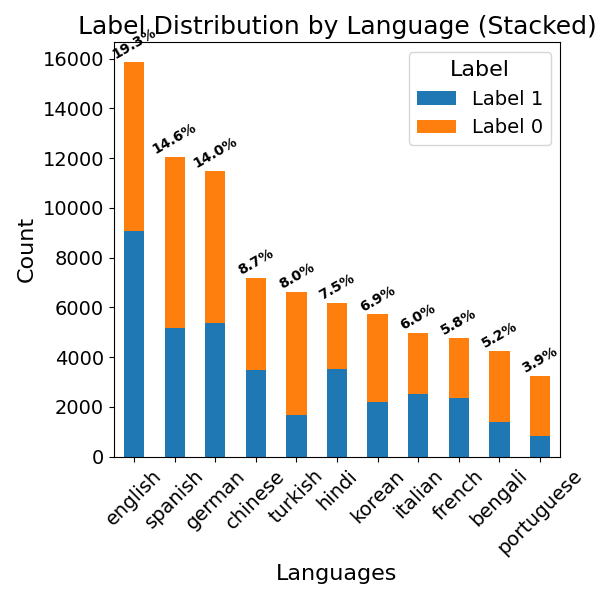 Label Distribution by Language (Stacked)
19.3%
14.6%
14.0%
8.7%
8.0%
7.5%
6.9%
6.0%
5.8%
5.2%
3.9%
Label
Label 1
Label 0
Count
16000
14000
12000
10000
8000
6000
4000
2000
0
english
spanish
german
chinese
turkish
hindi
korean
italian
french
bengali
portuguese
Languages